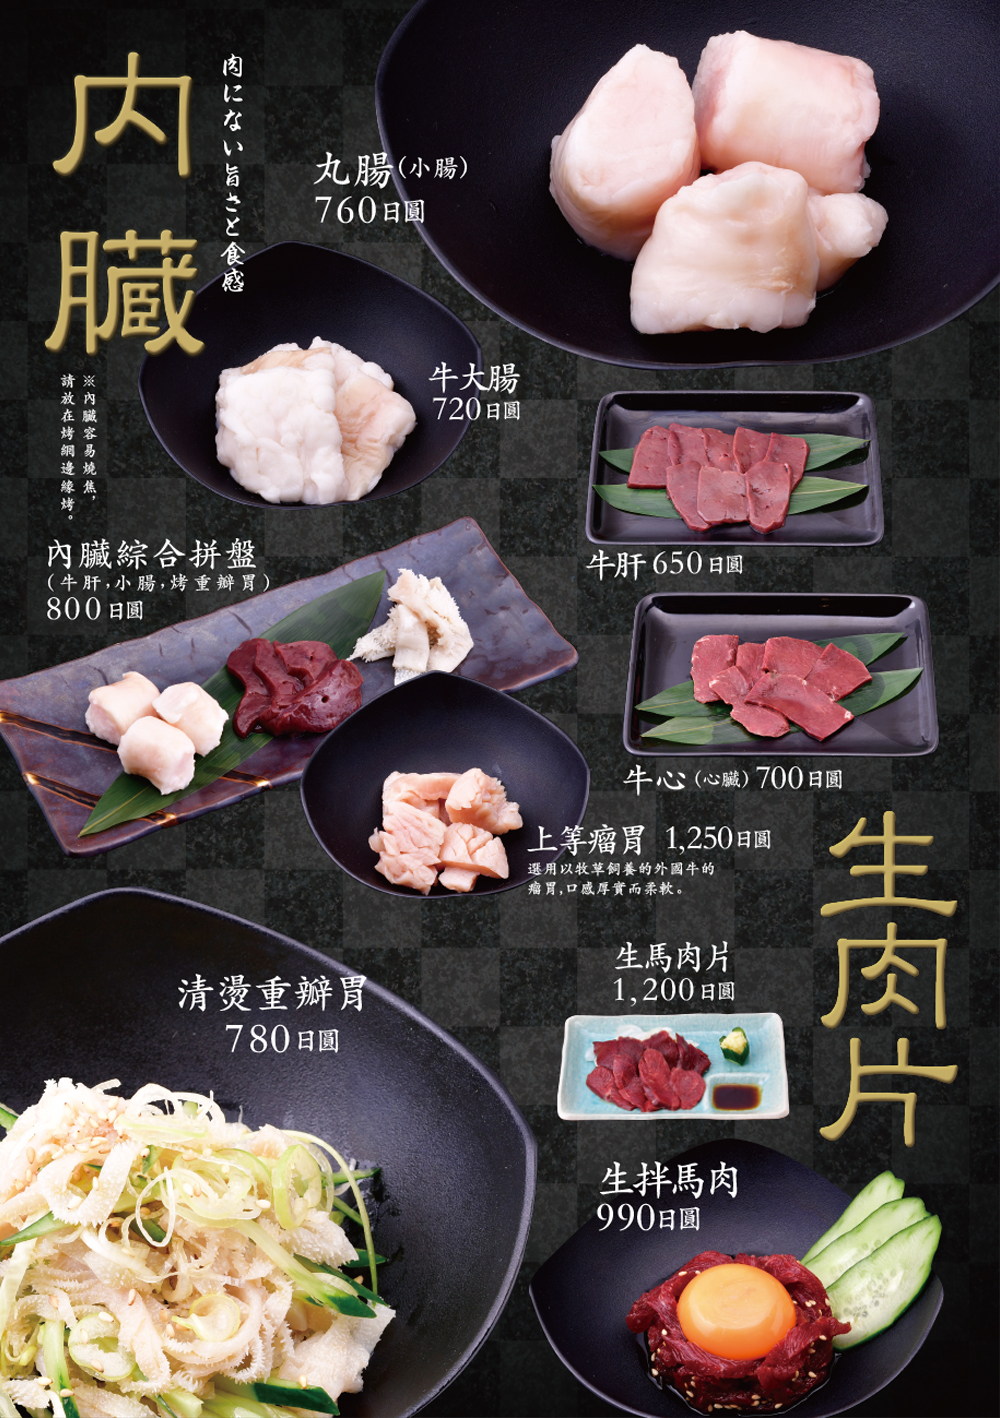 内臓
肉にない旨さと食感
※內臟容易燒焦，
請放在烤網邊緣烤。
丸腸（小腸）
760日圓
牛大腸
720日圓
牛肝 650日圓
內臟綜合拼盤
（牛肝，小腸，烤重瓣胃）
800日圓
牛心（心臟）700日圓
上等瘤胃 1,250日圓
選用以牧草飼養的外國牛的
瘤胃，口感厚實而柔軟。
生肉片
清燙重瓣胃
780日圓
生馬肉片
1,200日圓
生拌馬肉
990日圓